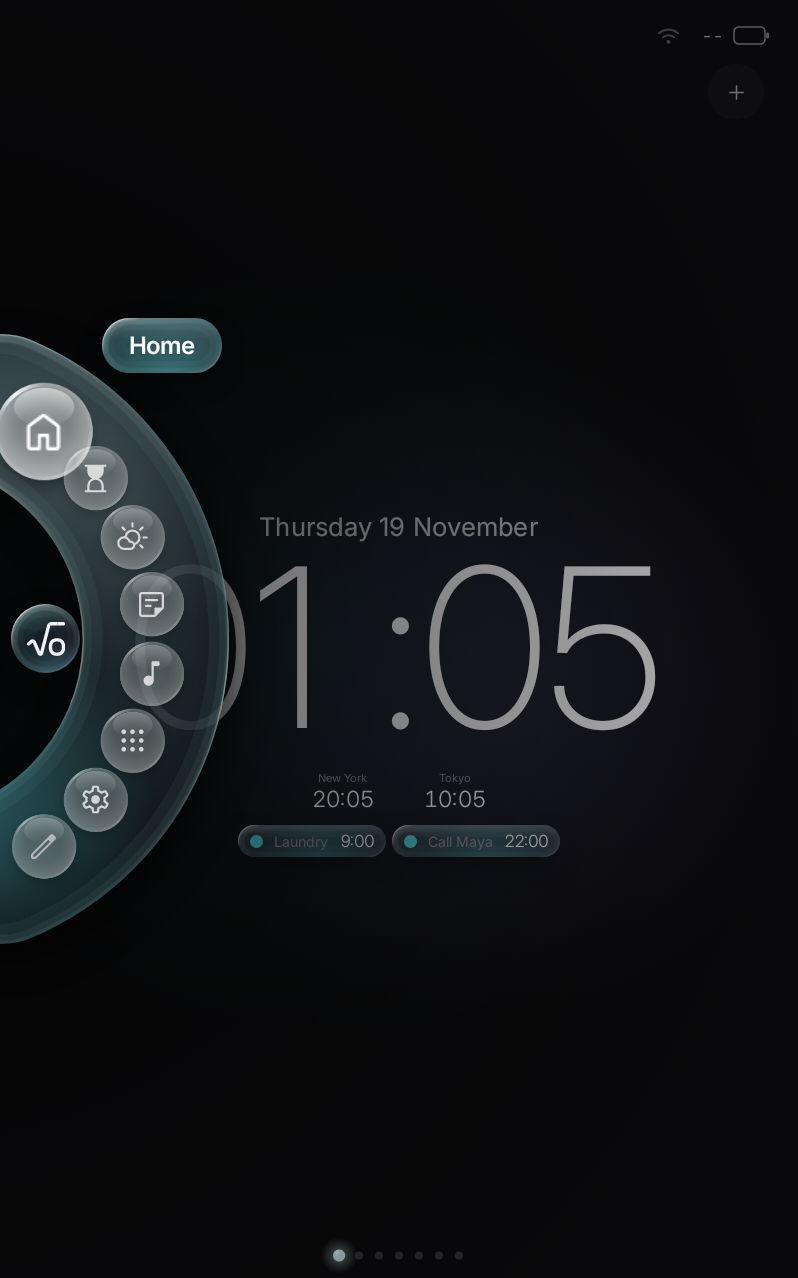 --
+
Home
Thursday 19 November
01:05
√o
New York Tokyo
20:05 10:05
Laundry 9:00 Call Maya 22:00